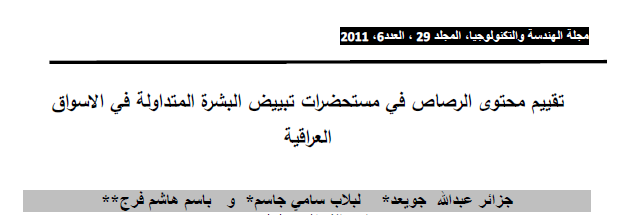 مجلة الهندسة والتكنولوجيا، المجلد 29 ، العدد6، 2011
تقييم محتوى الرصاص في مستحضرات تبييض البشرة المتداولة في الاسواق
العراقية
جزائر عبدالله جويعد* لبلاب سامي جاسم* و باسم هاشم فرج**